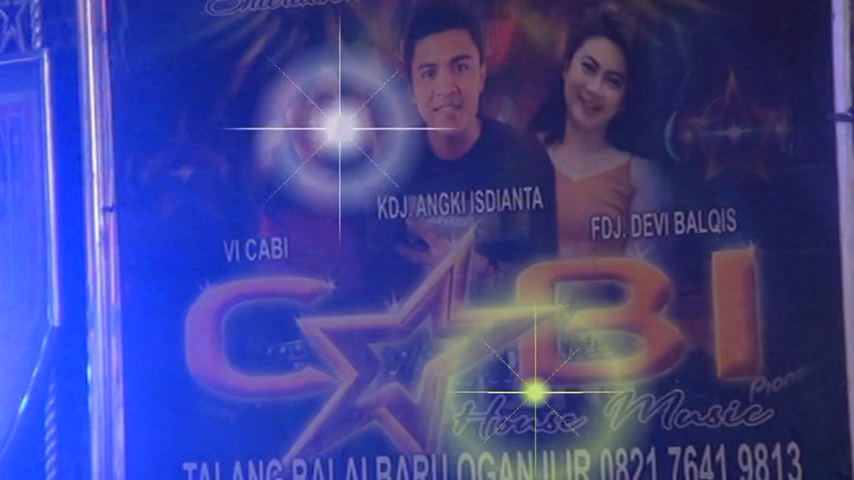 Entertainment
KDJ. ANGKI ISDIANTA
FDJ. DEVI BALQIS
VI CABI
CABI
House Music
TALANG BALAI BARU OGAN ILIR 0821 7641 9813